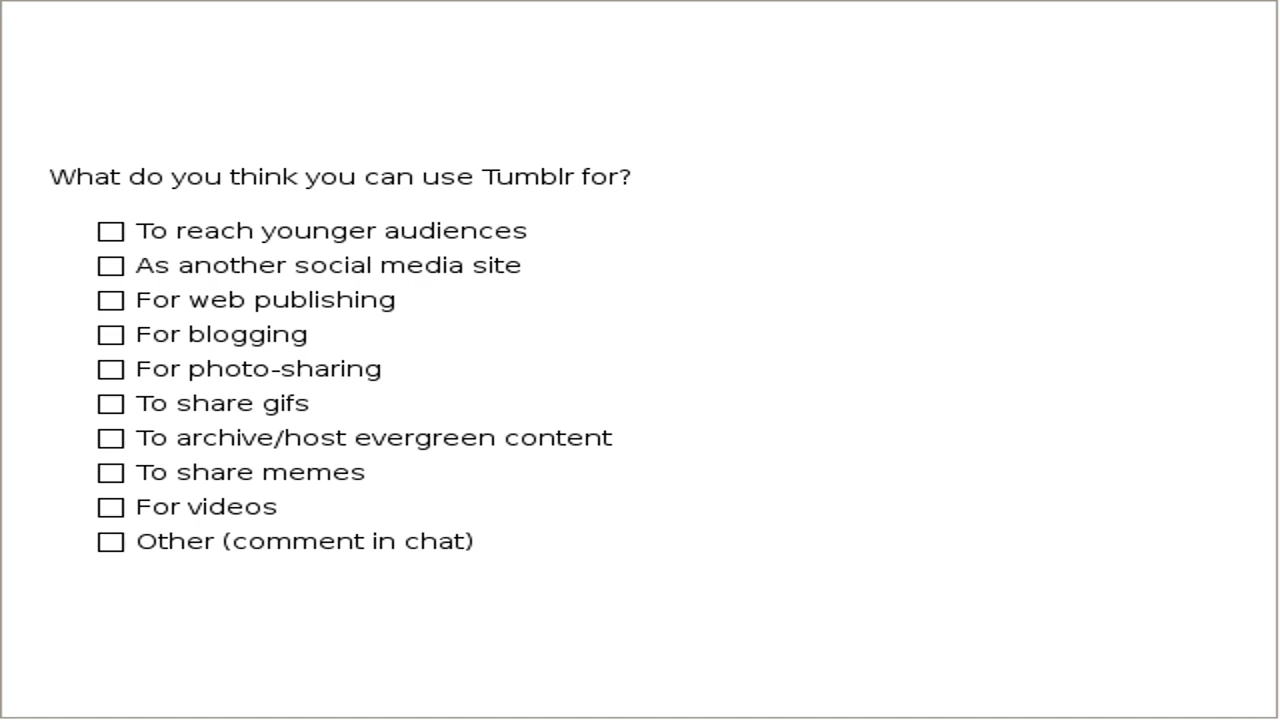 What do you think you can use Tumblr for?
To reach younger audiences
As another social media site
For web publishing
For blogging
For photo-sharing
To share gifs
To archive/host evergreen content
To share memes
For videos
Other (comment in chat)